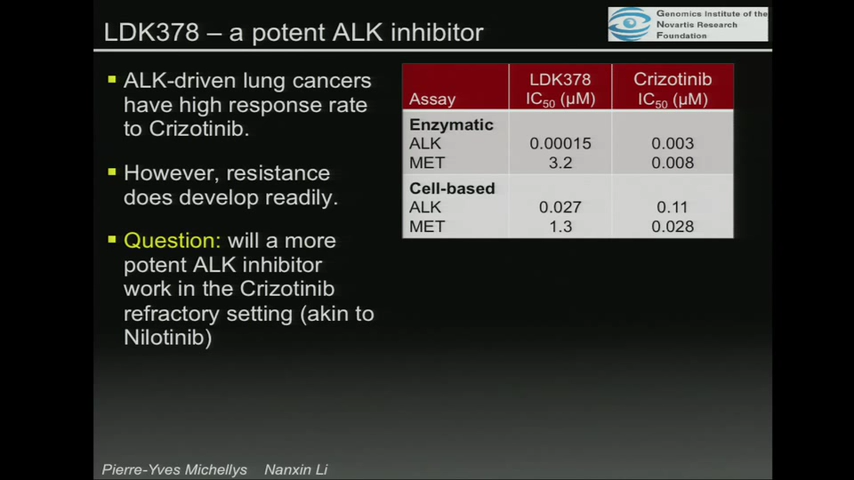 LDK378 – a potent ALK inhibitor
Genomics Institute of the
Novartis Research
Foundation
▪ ALK-driven lung cancers
have high response rate
to Crizotinib.
▪ However, resistance
does develop readily.
▪ Question: will a more
potent ALK inhibitor
work in the Crizotinib
refractory setting (akin to
Nilotinib)
Assay LDK378 IC50 (µM) Crizotinib IC50 (µM)
Enzymatic
ALK 0.00015 0.003
MET 3.2 0.008
Cell-based
ALK 0.027 0.11
MET 1.3 0.028
Pierre-Yves Michellys Nanxin Li